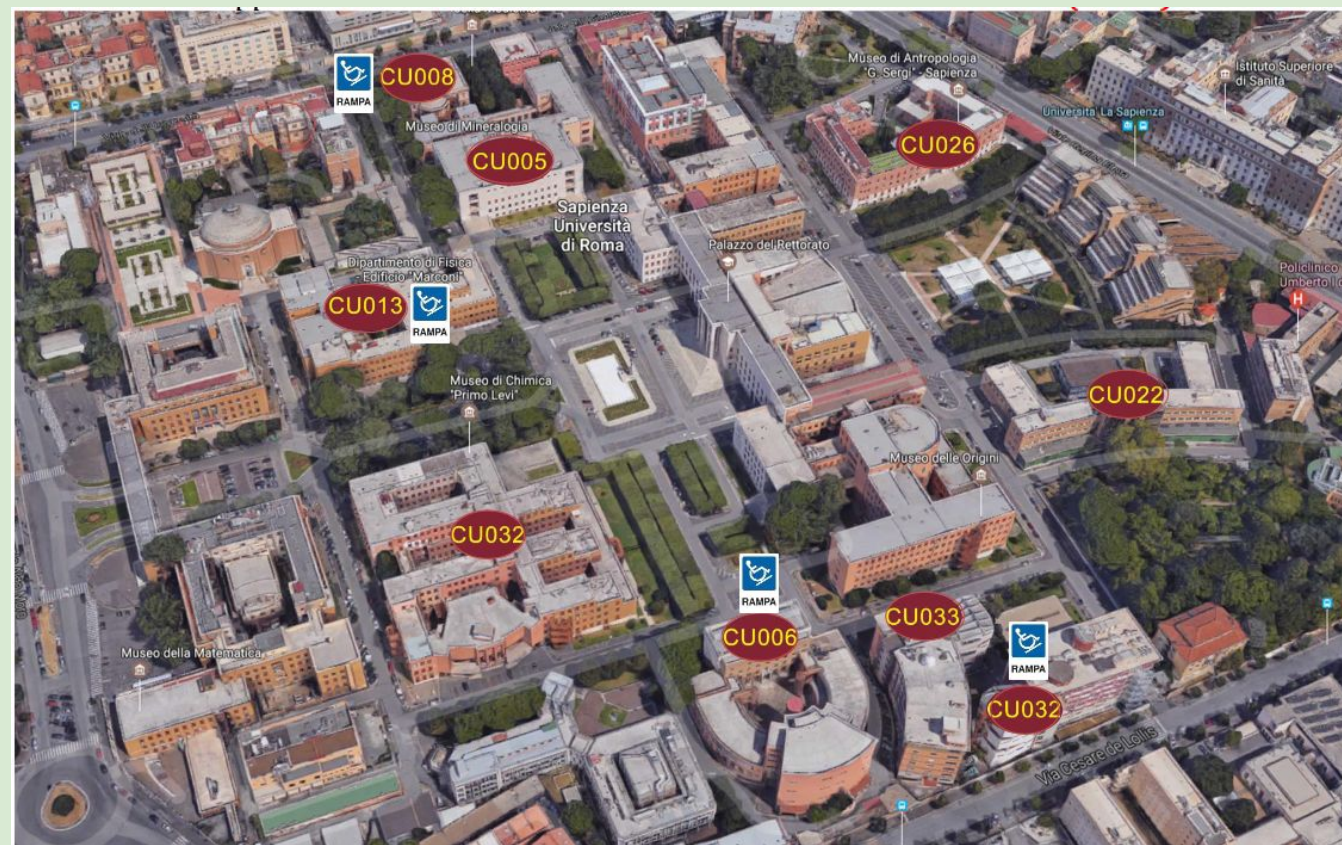 RAMPA
CU008
Museo di Mineralogia
CU005
Museo di Antropologia
"G. Sergi" - Sapienza
CU026
Istituto Superiore
di Sanità
Università La Sapienza
Sapienza
Università
di Roma
Palazzo del Rettorato
Dipartimento di Fisica
- Edificio "Marconi"
CU013
RAMPA
Policlinico
Umberto I
H
Museo di Chimica
"Primo Levi"
CU022
Museo delle Origini
CU032
RAMPA
CU006
CU033
RAMPA
CU032
Museo della Matematica
Via Cesare de Lollis